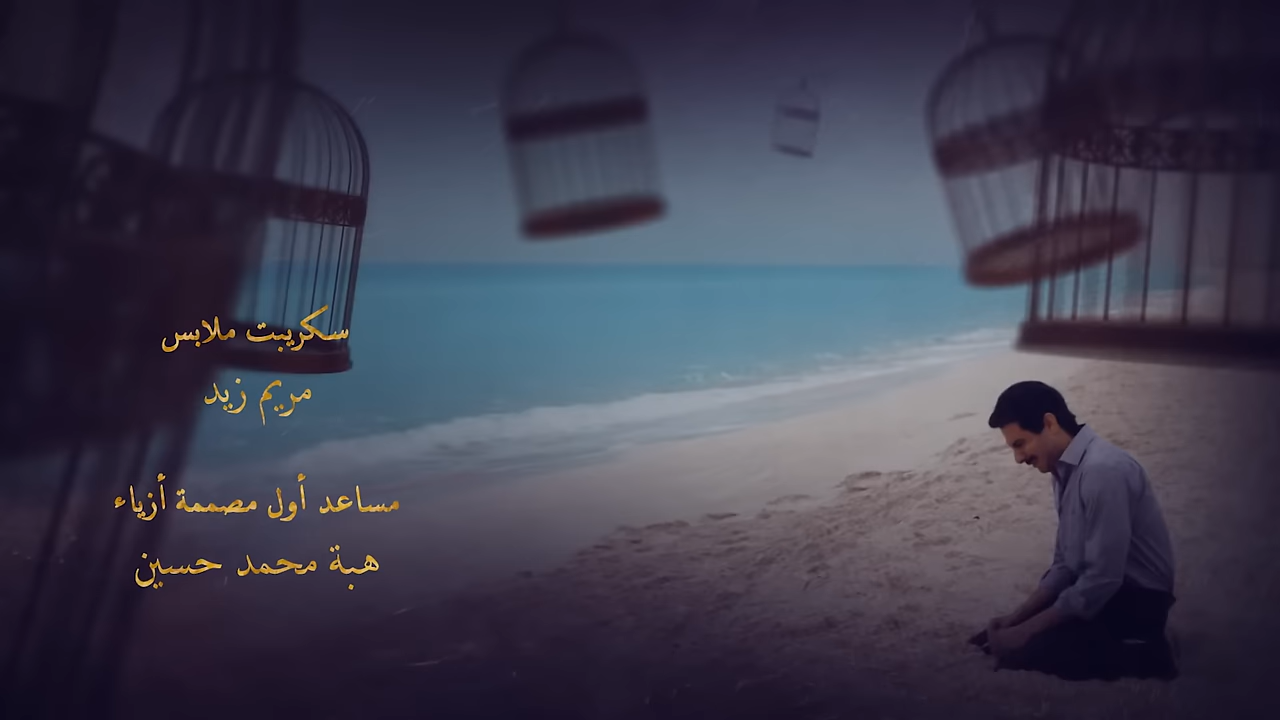 سكريبت ملابس
مريم زيد
مساعد أول مصممة أزياء
هبة محمد حسين